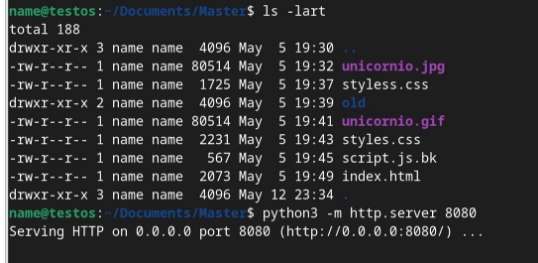 name@testos:~/Documents/Master$ ls -lart
total 188
drwxr-xr-x 3 name name  4096 May  5 19:30 ..
-rw-r--r-- 1 name name 80514 May  5 19:32 unicornio.jpg
-rw-r--r-- 1 name name  1725 May  5 19:37 styless.css
drwxr-xr-x 2 name name  4096 May  5 19:39 old
-rw-r--r-- 1 name name 80514 May  5 19:41 unicornio.gif
-rw-r--r-- 1 name name  2231 May  5 19:43 styles.css
-rw-r--r-- 1 name name   567 May  5 19:45 script.js.bk
-rw-r--r-- 1 name name  2073 May  5 19:49 index.html
drwxr-xr-x 3 name name  4096 May 12 23:34 .
name@testos:~/Documents/Master$ python3 -m http.server 8080
Serving HTTP on 0.0.0.0 port 8080 (http://0.0.0.0:8080/) ...